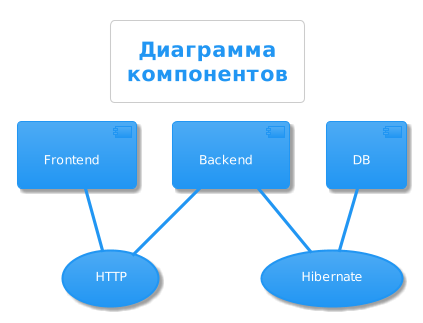 Диаграмма
компонентов
Frontend
Backend
DB
HTTP
Hibernate